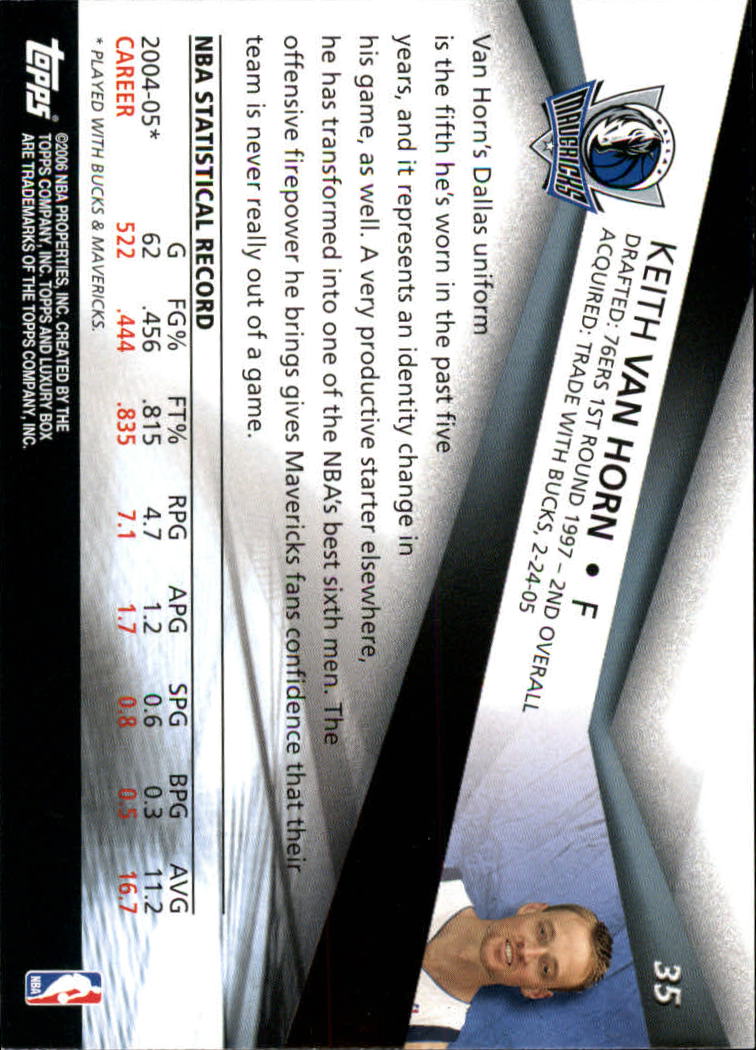 35
KEITH VAN HORN • F
DRAFTED: 76ERS 1ST ROUND 1997 – 2ND OVERALL
ACQUIRED: TRADE WITH BUCKS, 2-24-05
DALLAS
MAVERICKS
Van Horn's Dallas uniform
is the fifth he's worn in the past five
years, and it represents an identity change in
his game, as well. A very productive starter elsewhere,
he has transformed into one of the NBA's best sixth men. The
offensive firepower he brings gives Mavericks fans confidence that their
team is never really out of a game.
NBA STATISTICAL RECORD
G FG% FT% RPG APG SPG BPG AVG
2004-05* 62 .456 .815 4.7 1.2 0.6 0.3 11.2
CAREER 522 .444 .835 7.1 1.7 0.8 0.5 16.7
* PLAYED WITH BUCKS & MAVERICKS.
topps®
©2006 NBA PROPERTIES, INC. CREATED BY THE
TOPPS COMPANY, INC. TOPPS AND LUXURY BOX
ARE TRADEMARKS OF THE TOPPS COMPANY, INC.
NBA